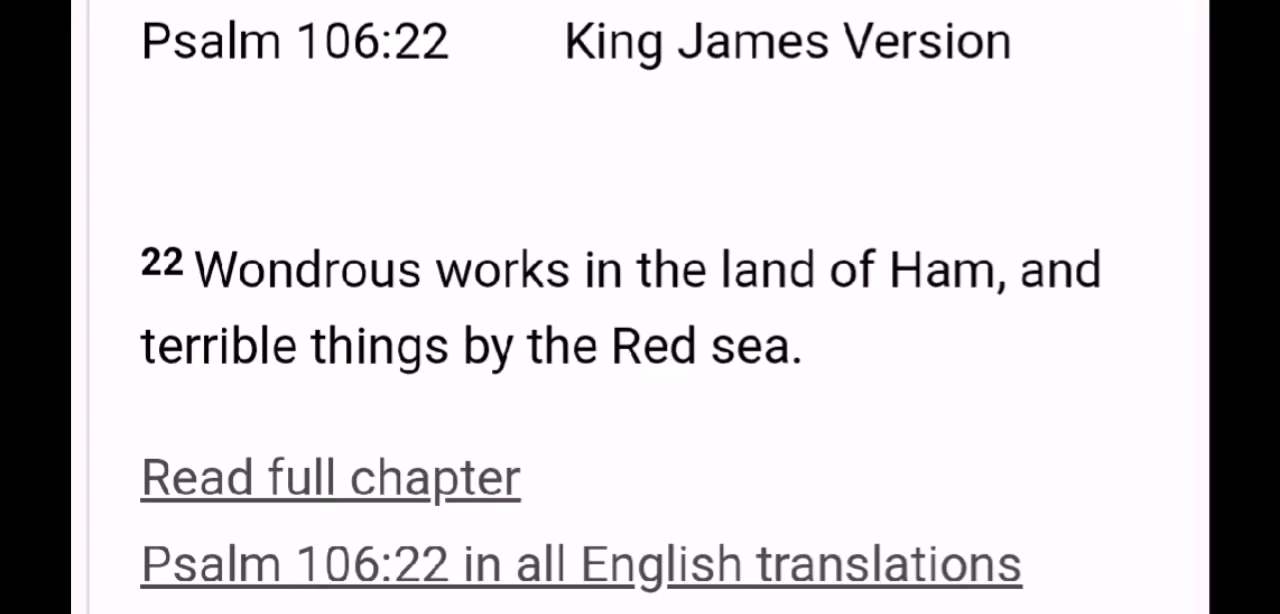 Psalm 106:22 King James Version
22 Wondrous works in the land of Ham, and
terrible things by the Red sea.
Read full chapter
Psalm 106:22 in all English translations